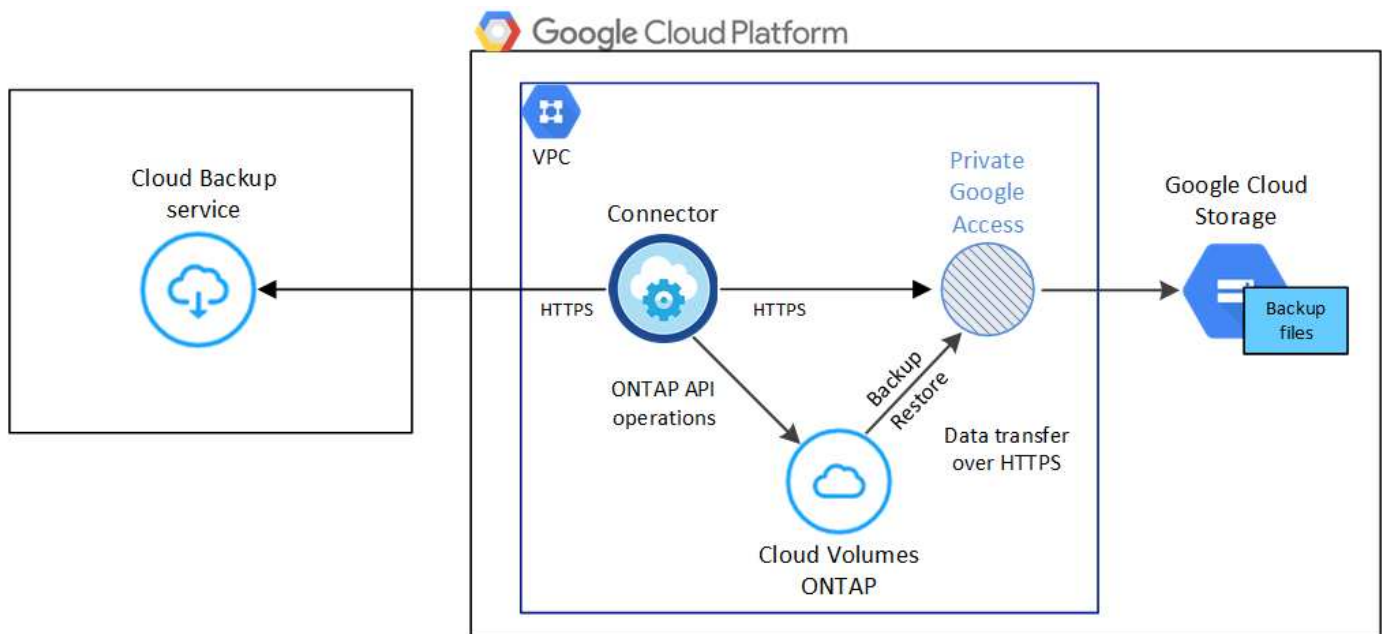 Google Cloud Platform
VPC
Cloud Backup
service
Connector
Private
Google
Access
Google Cloud
Storage
HTTPS
HTTPS
Backup
files
ONTAP API
operations
Backup
Restore
Data transfer
over HTTPS
Cloud Volumes
ONTAP